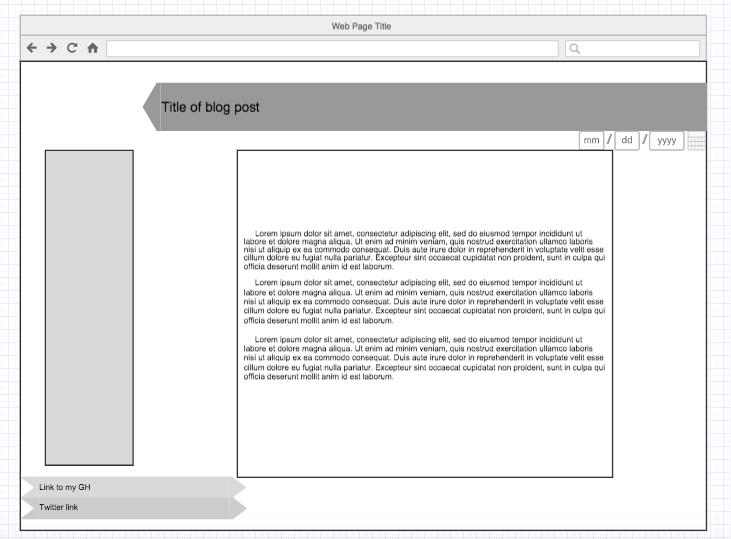 Web Page Title
Title of blog post
mm / dd / yyyy
Lorem ipsum dolor sit amet, consectetur adipiscing elit, sed do eiusmod tempor incididunt ut
labore et dolore magna aliqua. Ut enim ad minim veniam, quis nostrud exercitation ullamco laboris
nisi ut aliquip ex ea commodo consequat. Duis aute irure dolor in reprehenderit in voluptate velit esse
cillum dolore eu fugiat nulla pariatur. Excepteur sint occaecat cupidatat non proident, sunt in culpa qui
officia deserunt mollit anim id est laborum.
Lorem ipsum dolor sit amet, consectetur adipiscing elit, sed do eiusmod tempor incididunt ut
labore et dolore magna aliqua. Ut enim ad minim veniam, quis nostrud exercitation ullamco laboris
nisi ut aliquip ex ea commodo consequat. Duis aute irure dolor in reprehenderit in voluptate velit esse
cillum dolore eu fugiat nulla pariatur. Excepteur sint occaecat cupidatat non proident, sunt in culpa qui
officia deserunt mollit anim id est laborum.
Lorem ipsum dolor sit amet, consectetur adipiscing elit, sed do eiusmod tempor incididunt ut
labore et dolore magna aliqua. Ut enim ad minim veniam, quis nostrud exercitation ullamco laboris
nisi ut aliquip ex ea commodo consequat. Duis aute irure dolor in reprehenderit in voluptate velit esse
cillum dolore eu fugiat nulla pariatur. Excepteur sint occaecat cupidatat non proident, sunt in culpa qui
officia deserunt mollit anim id est laborum.
Link to my GH
Twitter link